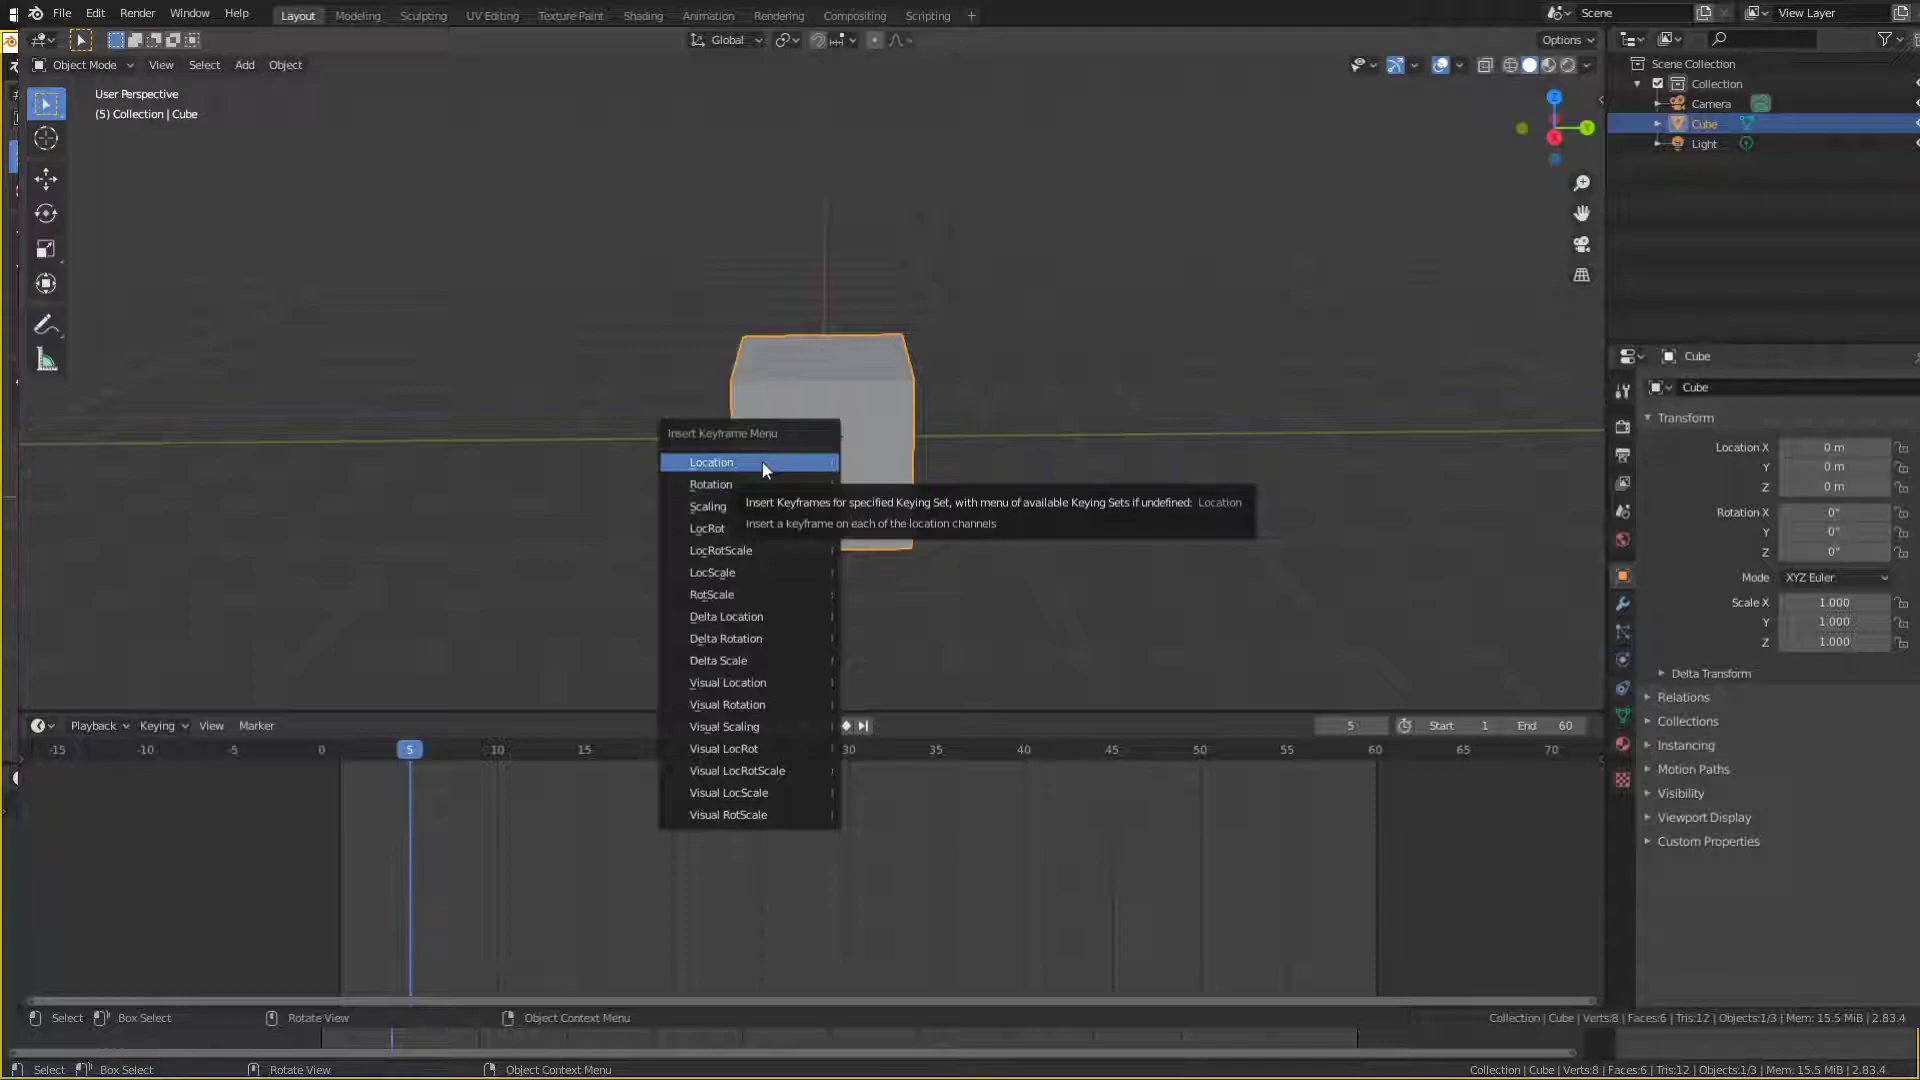 File Edit Render Window Help Layout Modeling Sculpting UV Editing Texture Paint Shading Animation Rendering Compositing Scripting + Scene View Layer
Global Options
Object Mode View Select Add Object
User Perspective
(5) Collection | Cube
Z
Y
X
Scene Collection
Collection
Camera
Cube
Light
Insert Keyframe Menu
Location
Rotation
Scaling
LocRot
LocRotScale
LocScale
RotScale
Delta Location
Delta Rotation
Delta Scale
Visual Location
Visual Rotation
Visual Scaling
Visual LocRot
Visual LocRotScale
Visual LocScale
Visual RotScale
Insert Keyframes for specified Keying Set, with menu of available Keying Sets if undefined: Location
Insert a keyframe on each of the location channels
Cube
Cube
Transform
Location X 0 m
Y 0 m
Z 0 m
Rotation X 0°
Y 0°
Z 0°
Mode XYZ Euler
Scale X 1.000
Y 1.000
Z 1.000
Delta Transform
Relations
Collections
Instancing
Motion Paths
Visibility
Viewport Display
Custom Properties
Playback Keying View Marker 5 Start 1 End 60
-15 -10 -5 0 5 10 15 30 35 40 45 50 55 60 65 70
Select Box Select Rotate View Object Context Menu Collection | Cube | Verts:8 | Faces:6 | Tris:12 | Objects:1/3 | Mem: 15.5 MiB | 2.83.4
Select Box Select Rotate View Object Context Menu Collection | Cube | Verts:8 | Faces:6 | Tris:12 | Objects:1/3 | Mem: 15.5 MiB | 2.83.4